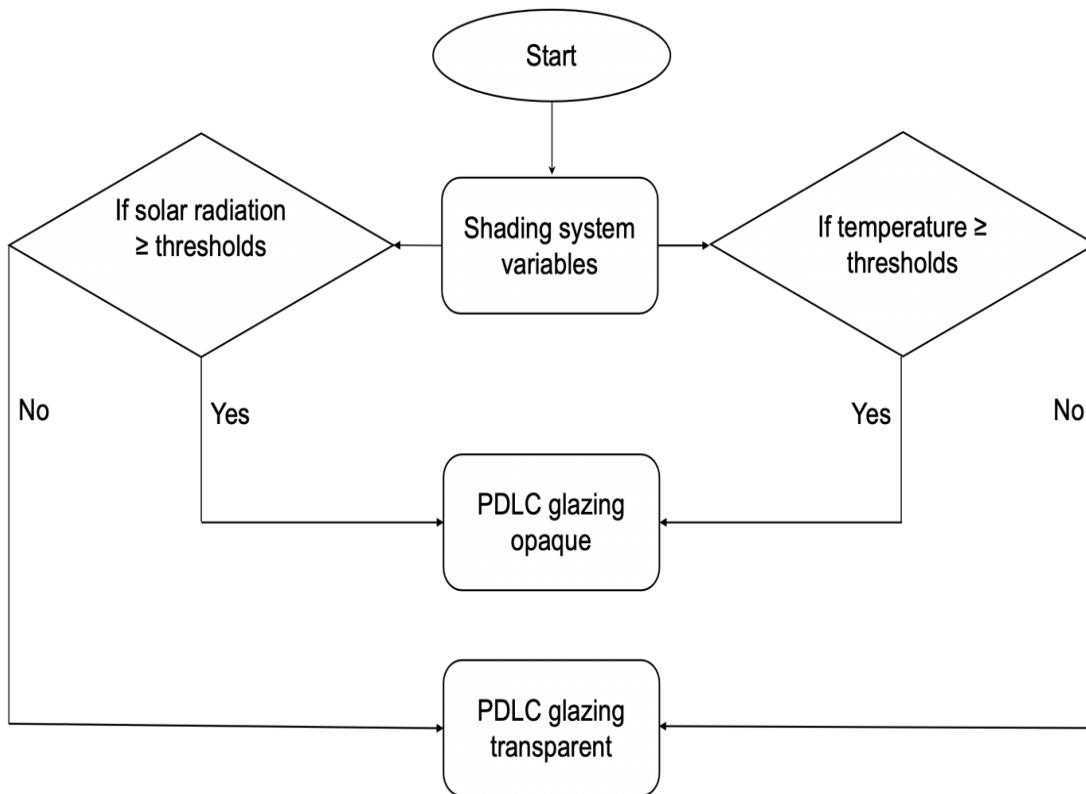 Start
If solar radiation
≥ thresholds
Shading system
variables
If temperature ≥
thresholds
No
Yes
Yes
No
PDLC glazing
opaque
PDLC glazing
transparent